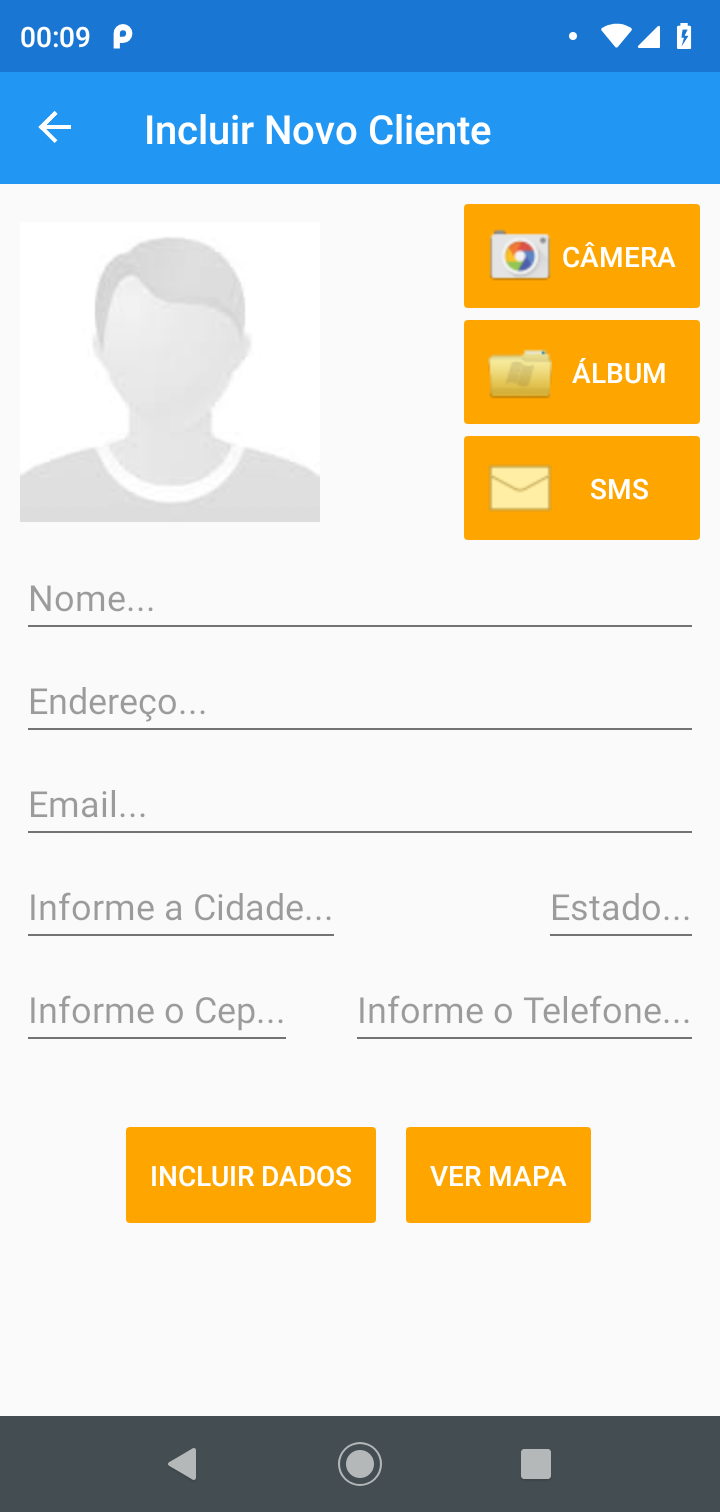 00:09
Incluir Novo Cliente
CÂMERA
ÁLBUM
SMS
Nome...
Endereço...
Email...
Informe a Cidade... Estado...
Informe o Cep... Informe o Telefone...
INCLUIR DADOS VER MAPA